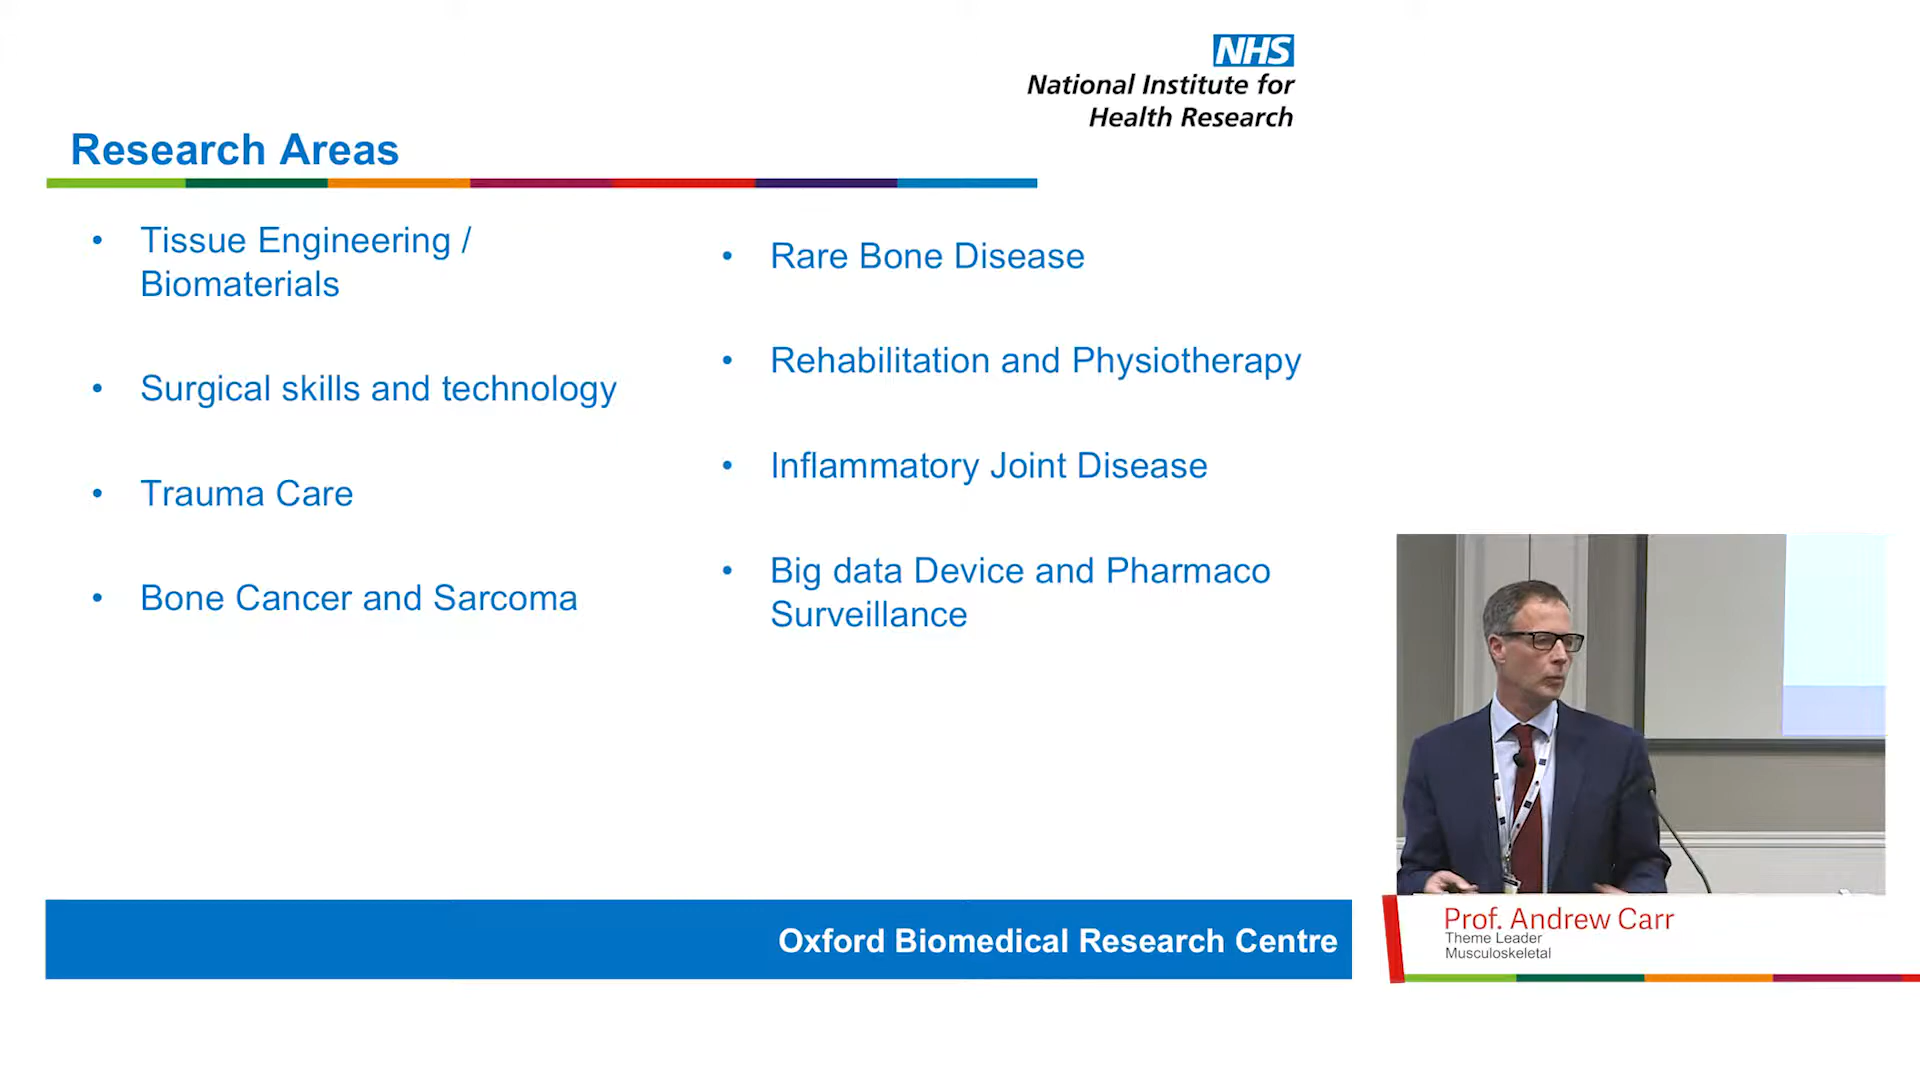 NHS
National Institute for
Health Research
Research Areas
• Tissue Engineering /
Biomaterials
• Surgical skills and technology
• Trauma Care
• Bone Cancer and Sarcoma
• Rare Bone Disease
• Rehabilitation and Physiotherapy
• Inflammatory Joint Disease
• Big data Device and Pharmaco
Surveillance
Oxford Biomedical Research Centre
Prof. Andrew Carr
Theme Leader
Musculoskeletal